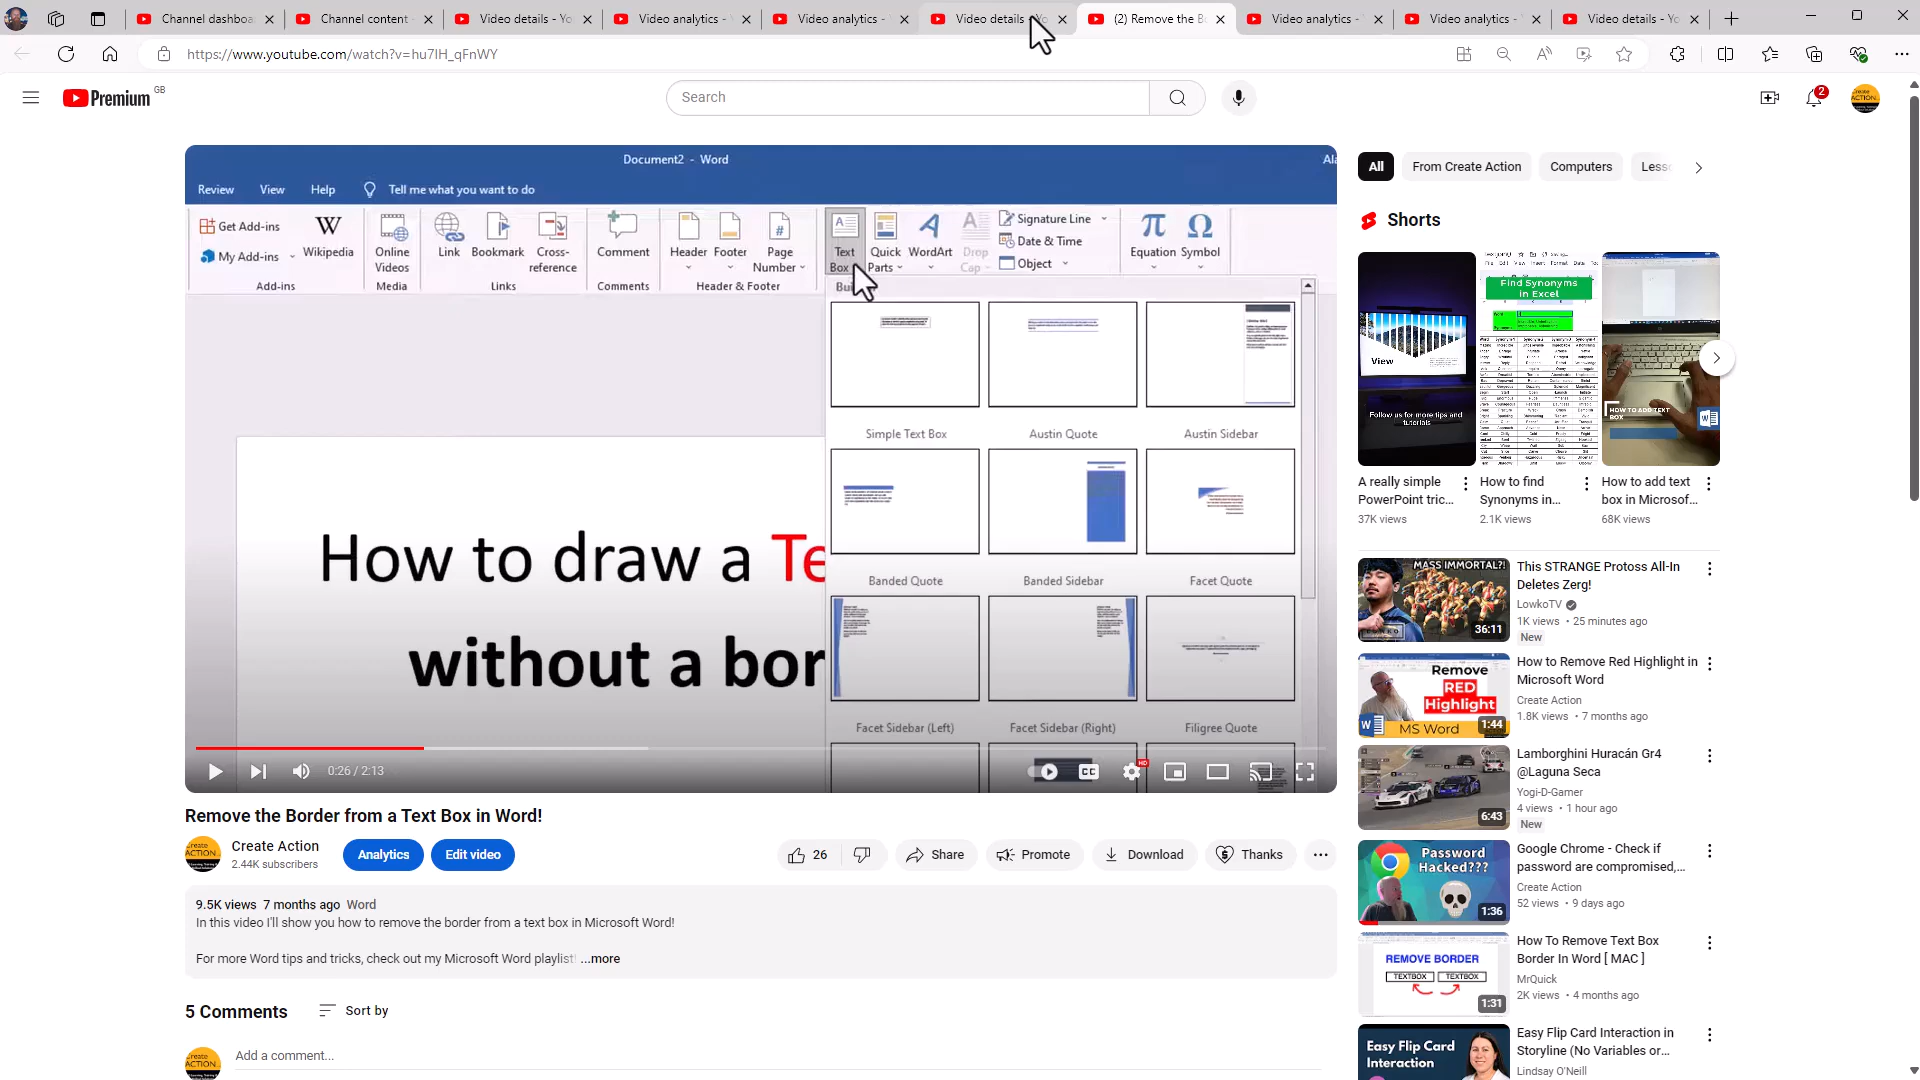 Channel dashboa
Channel content
Video details - Yo
Video analytics -
Video analytics -
Video details
(2) Remove the B
Video analytics -
Video analytics -
Video details - Yo
https://www.youtube.com/watch?v=hu7lH_qFnWY
Premium GB
Search
2
Document2 - Word
Review View Help Tell me what you want to do
Get Add-ins
My Add-ins
Wikipedia
Add-ins
Online Videos
Media
Link
Bookmark
Cross-reference
Links
Comment
Comments
Header
Footer
Page Number
Header & Footer
Text Box
Quick Parts
WordArt
Drop Cap
Signature Line
Date & Time
Object
Equation
Symbol
Simple Text Box
Austin Quote
Austin Sidebar
Banded Quote
Banded Sidebar
Facet Quote
Facet Sidebar (Left)
Facet Sidebar (Right)
Filigree Quote
How to draw a Te
without a bor
0:26 / 2:13
CC
HD
Remove the Border from a Text Box in Word!
Create Action
2.44K subscribers
Analytics
Edit video
26
Share
Promote
Download
Thanks
9.5K views 7 months ago Word
In this video I'll show you how to remove the border from a text box in Microsoft Word!
For more Word tips and tricks, check out my Microsoft Word playlist! ...more
5 Comments
Sort by
Add a comment...
All
From Create Action
Computers
Less
Shorts
View
Follow us for more tips and tutorials
A really simple
PowerPoint tric...
37K views
Find Synonyms
in Excel
How to find
Synonyms in...
2.1K views
HOW TO ADD TEXT
BOX
How to add text
box in Microsof...
68K views
MASS IMMORTAL?!
36:11
This STRANGE Protoss All-In
Deletes Zerg!
LowkoTV
1K views • 25 minutes ago
New
Remove
RED
Highlight
MS Word
1:44
How to Remove Red Highlight in
Microsoft Word
Create Action
1.8K views • 7 months ago
6:43
Lamborghini Huracán Gr4
@Laguna Seca
Yogi-D-Gamer
4 views • 1 hour ago
New
Password
Hacked???
1:36
Google Chrome - Check if
password are compromised,...
Create Action
52 views • 9 days ago
REMOVE BORDER
TEXTBOX TEXTBOX
1:31
How To Remove Text Box
Border In Word [ MAC ]
MrQuick
2K views • 4 months ago
Easy Flip Card
Interaction
Easy Flip Card Interaction in
Storyline (No Variables or...
Lindsay O'Neill